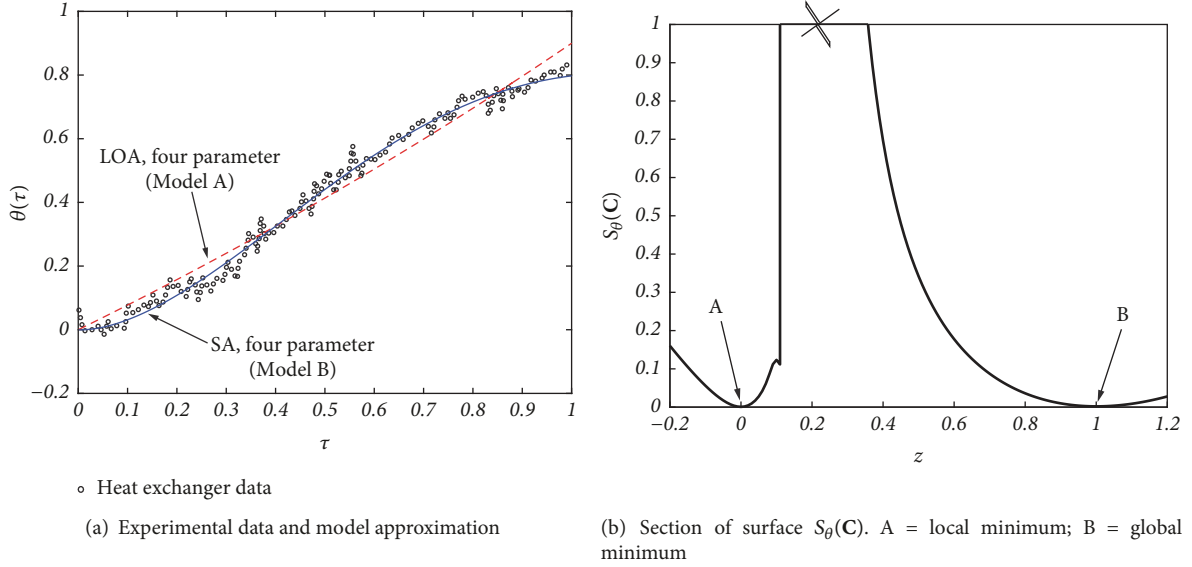 1
0.8
0.6
0.4
0.2
0
−0.2
θ(τ)
LOA, four parameter
(Model A)
SA, four parameter
(Model B)
0 0.1 0.2 0.3 0.4 0.5 0.6 0.7 0.8 0.9 1
τ
Heat exchanger data
(a) Experimental data and model approximation
1
0.9
0.8
0.7
0.6
0.5
0.4
0.3
0.2
0.1
0
S_θ(C)
A
B
−0.2 0 0.2 0.4 0.6 0.8 1 1.2
z
(b) Section of surface S_θ(C). A = local minimum; B = global
minimum